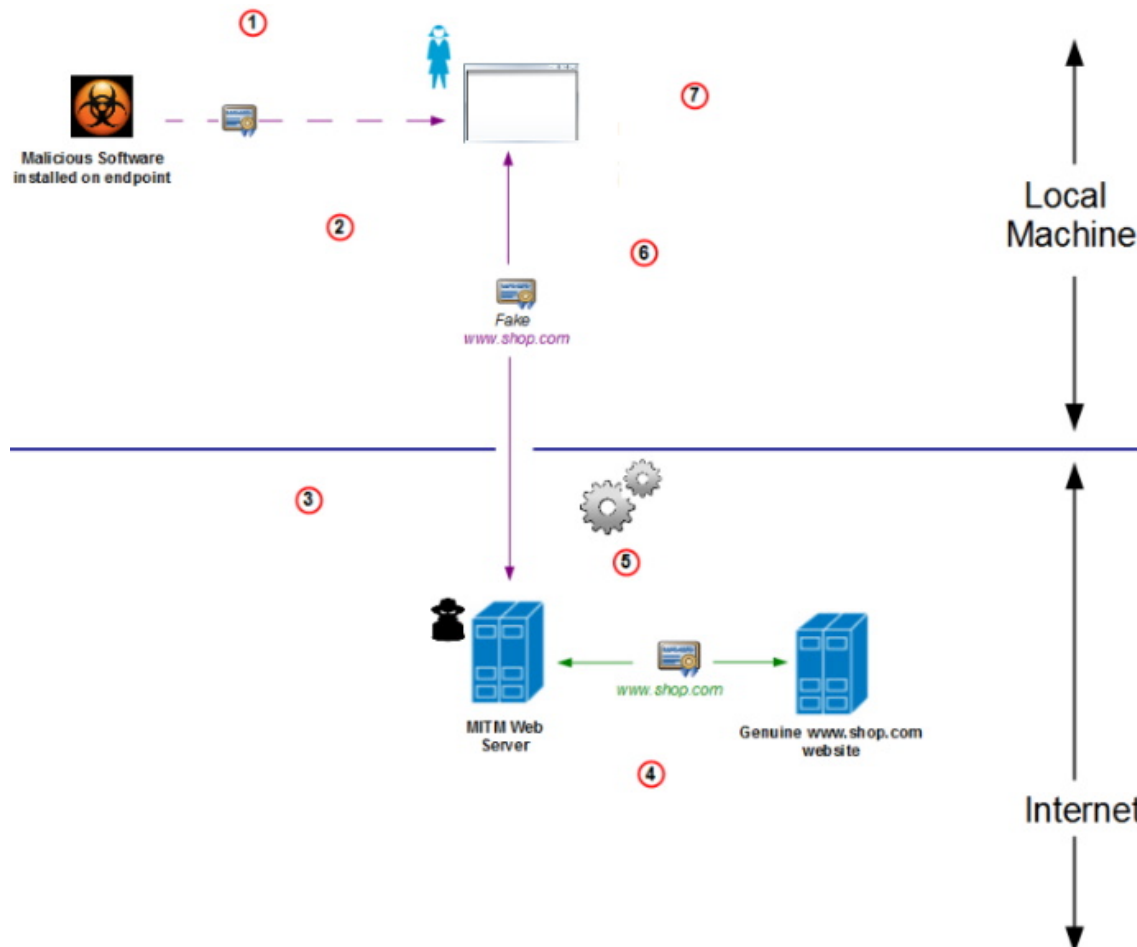 1
7
Malicious Software
installed on endpoint
Local
Machine
2
6
Fake
www.shop.com
3
5
www.shop.com
MITM Web
Server
Genuine www.shop.com
website
4
Internet